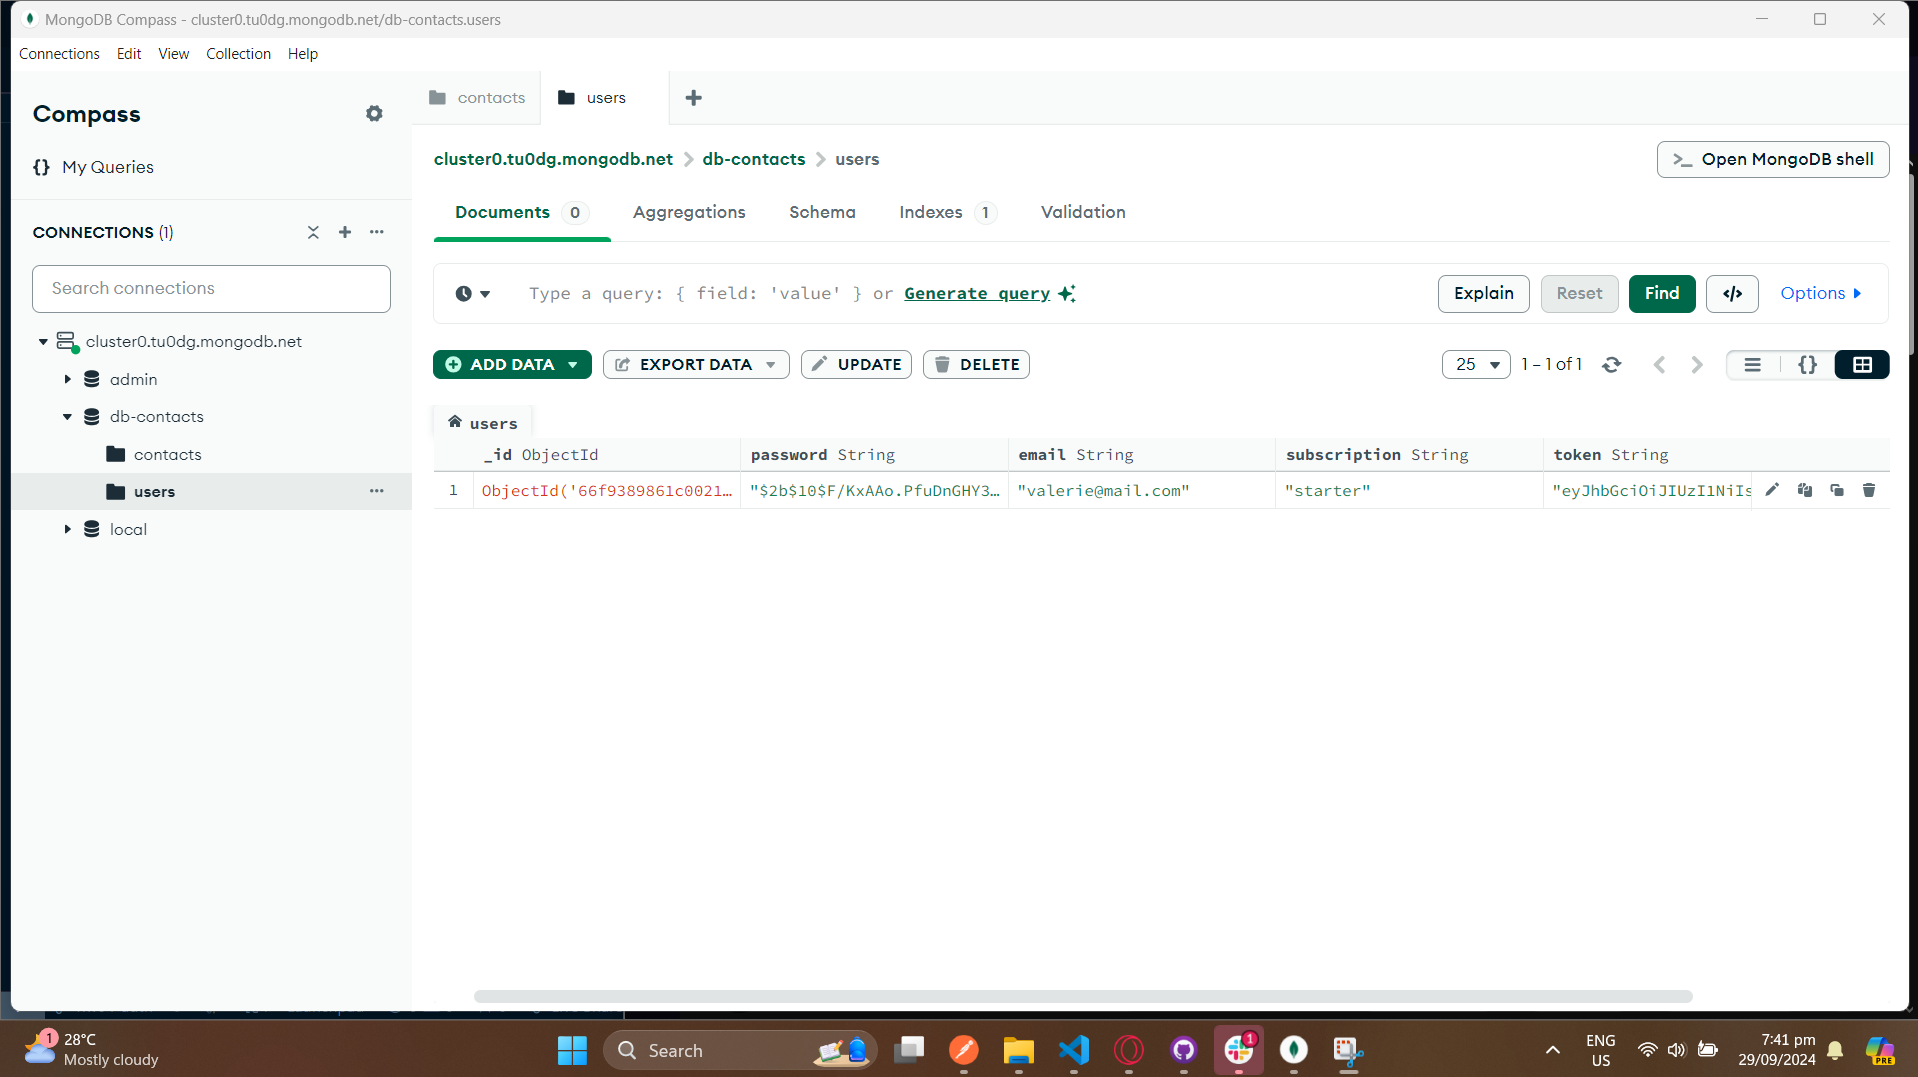 MongoDB Compass - cluster0.tu0dg.mongodb.net/db-contacts.users
Connections Edit View Collection Help
Compass
{} My Queries
CONNECTIONS (1)
Search connections
cluster0.tu0dg.mongodb.net
admin
db-contacts
contacts
users
local
contacts
users
cluster0.tu0dg.mongodb.net > db-contacts > users
>_ Open MongoDB shell
Documents 0 Aggregations Schema Indexes 1 Validation
Type a query: { field: 'value' } or Generate query
Explain Reset Find </> Options
ADD DATA EXPORT DATA UPDATE DELETE
25 1 – 1 of 1 {}
users
_id ObjectId password String email String subscription String token String
1 ObjectId('66f9389861c0021… "$2b$10$F/KxAAo.PfuDnGHY3… "valerie@mail.com" "starter" "eyJhbGciOiJIUzI1NiIs
1 28°C
Mostly cloudy
Search
1
ENG
US
7:41 pm
29/09/2024
PRE